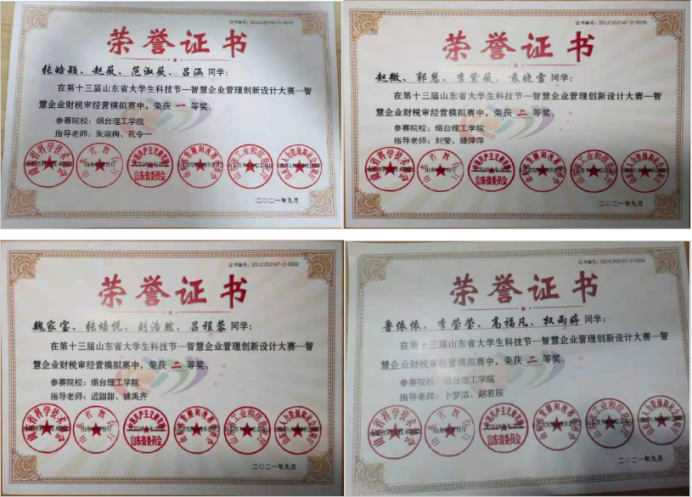 荣誉证书
张皓颖、赵薇、范淑薇、吕涵 同学:
在第十三届山东省大学生科技节—智慧企业管理创新设计大赛—智
慧企业财税审经营模拟赛中,荣获 一 等奖。
参赛院校:烟台理工学院
指导老师:朱淑梅、孔令一
二〇二一年九月
荣誉证书
赵微、郭慧、李紫薇、袁晓雪 同学:
在第十三届山东省大学生科技节—智慧企业管理创新设计大赛—智
慧企业财税审经营模拟赛中,荣获 二 等奖。
参赛院校:烟台理工学院
指导老师:刘莹、滕萍萍
二〇二一年九月
证书编号:SDUC202147-2-0009
荣誉证书
魏家宝、张培悦、刘浩然、吕程蓉 同学:
在第十三届山东省大学生科技节—智慧企业管理创新设计大赛—智
慧企业财税审经营模拟赛中,荣获 二 等奖。
参赛院校:烟台理工学院
指导老师:迟甜甜、姚禹齐
山东省委员会
二〇二一年九月
荣誉证书
鲁依依、李莹莹、高福凡、权雨婷 同学:
在第十三届山东省大学生科技节—智慧企业管理创新设计大赛—智
慧企业财税审经营模拟赛中,荣获 二 等奖。
参赛院校:烟台理工学院
指导老师:卜梦洁、赵若辰
二〇二一年九月